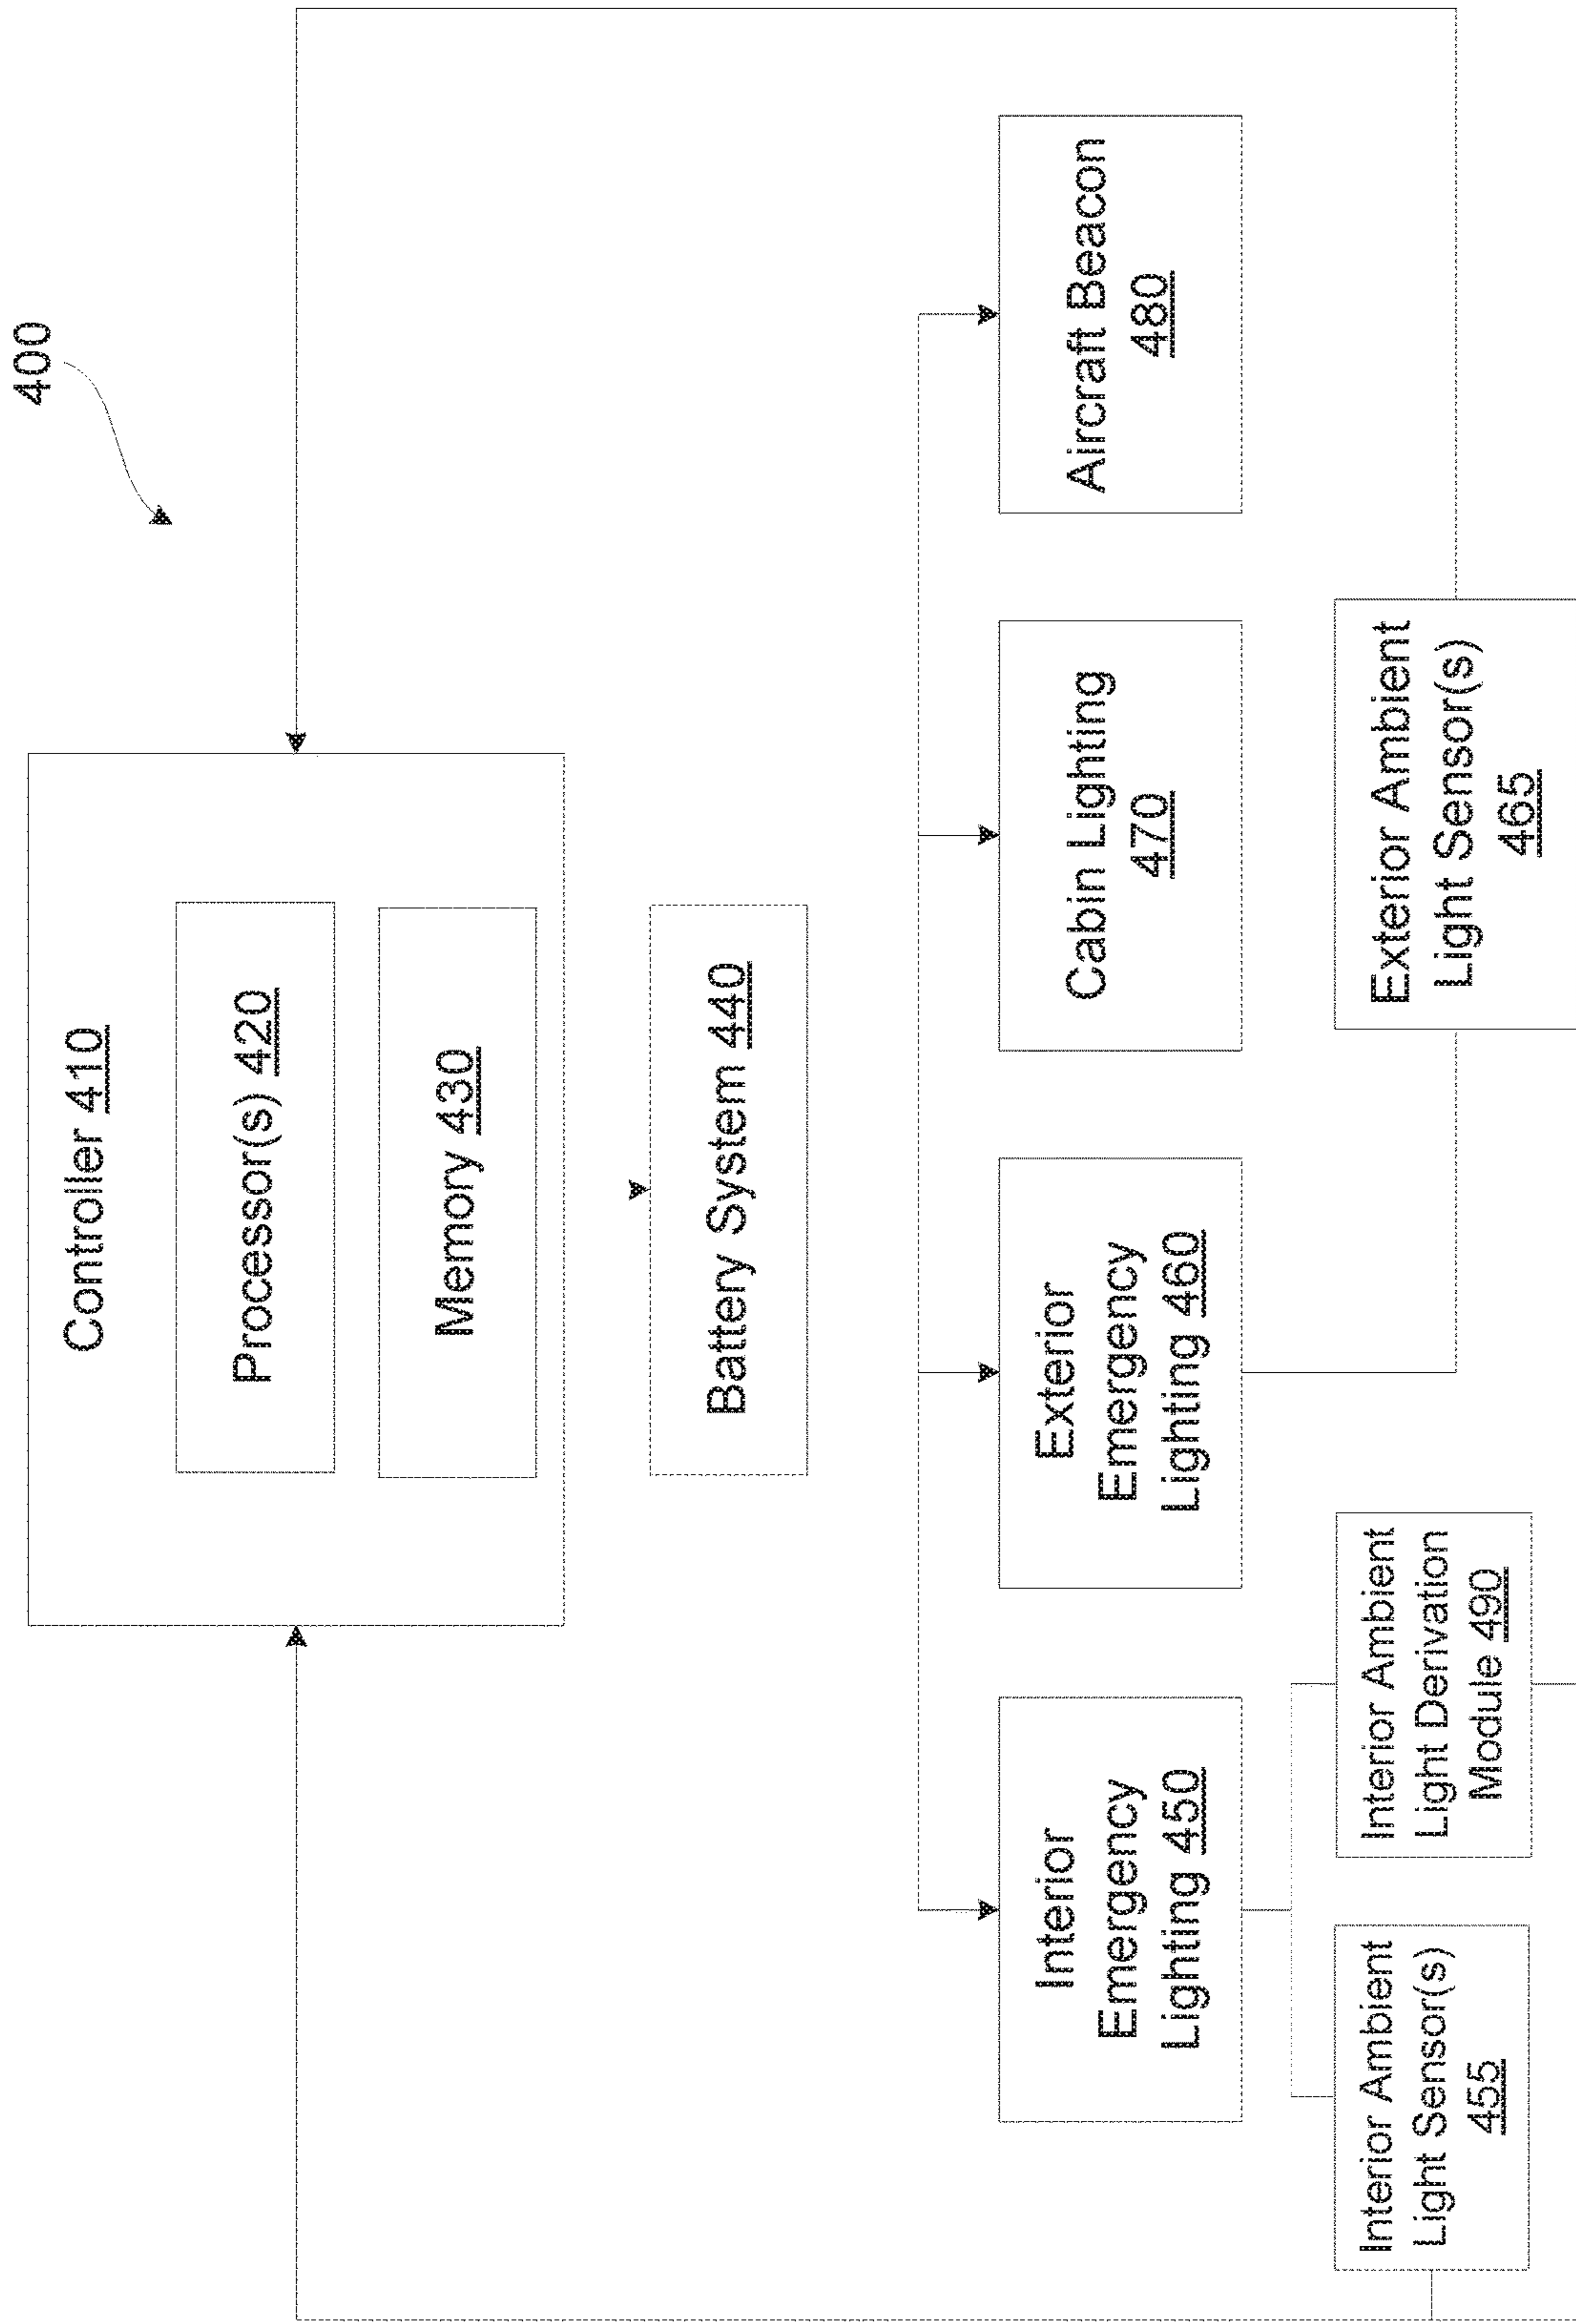 400
Controller 410
Processor(s) 420
Memory 430
Battery System 440
Interior
Emergency
Lighting 450
Exterior
Emergency
Lighting 460
Cabin Lighting
470
Aircraft Beacon
480
Interior Ambient
Light Sensor(s)
455
Interior Ambient
Light Derivation
Module 490
Exterior Ambient
Light Sensor(s)
465